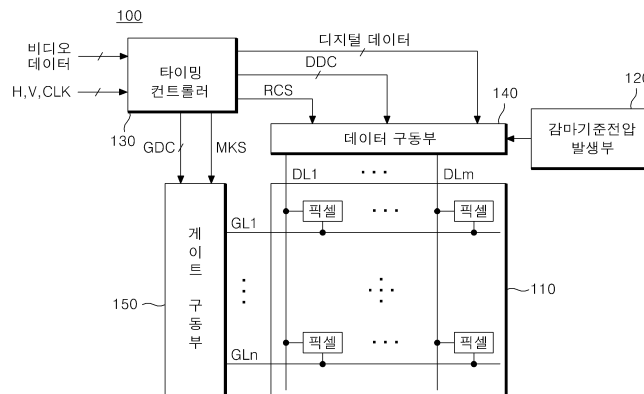 100
비디오
데이터
H,V,CLK
타이밍
컨트롤러
130
디지털 데이터
DDC
RCS
140
120
데이터 구동부
감마기준전압
발생부
GDC
MKS
DL1
DLm
게이트 구동부
150
GL1
GLn
픽셀
픽셀
픽셀
픽셀
110